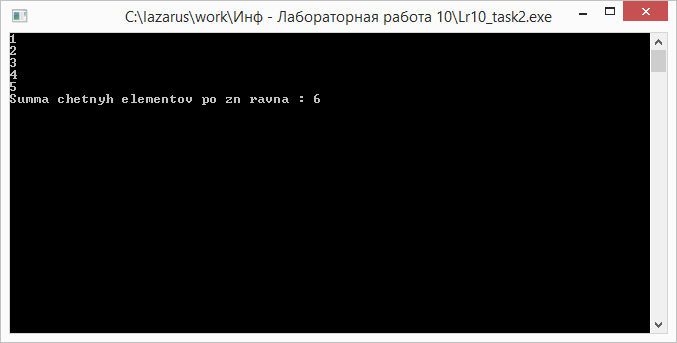 C:\lazarus\work\Инф - Лабораторная работа 10\Lr10_task2.exe
1
2
3
4
5
Summa chetnyh elementov po zn ravna : 6